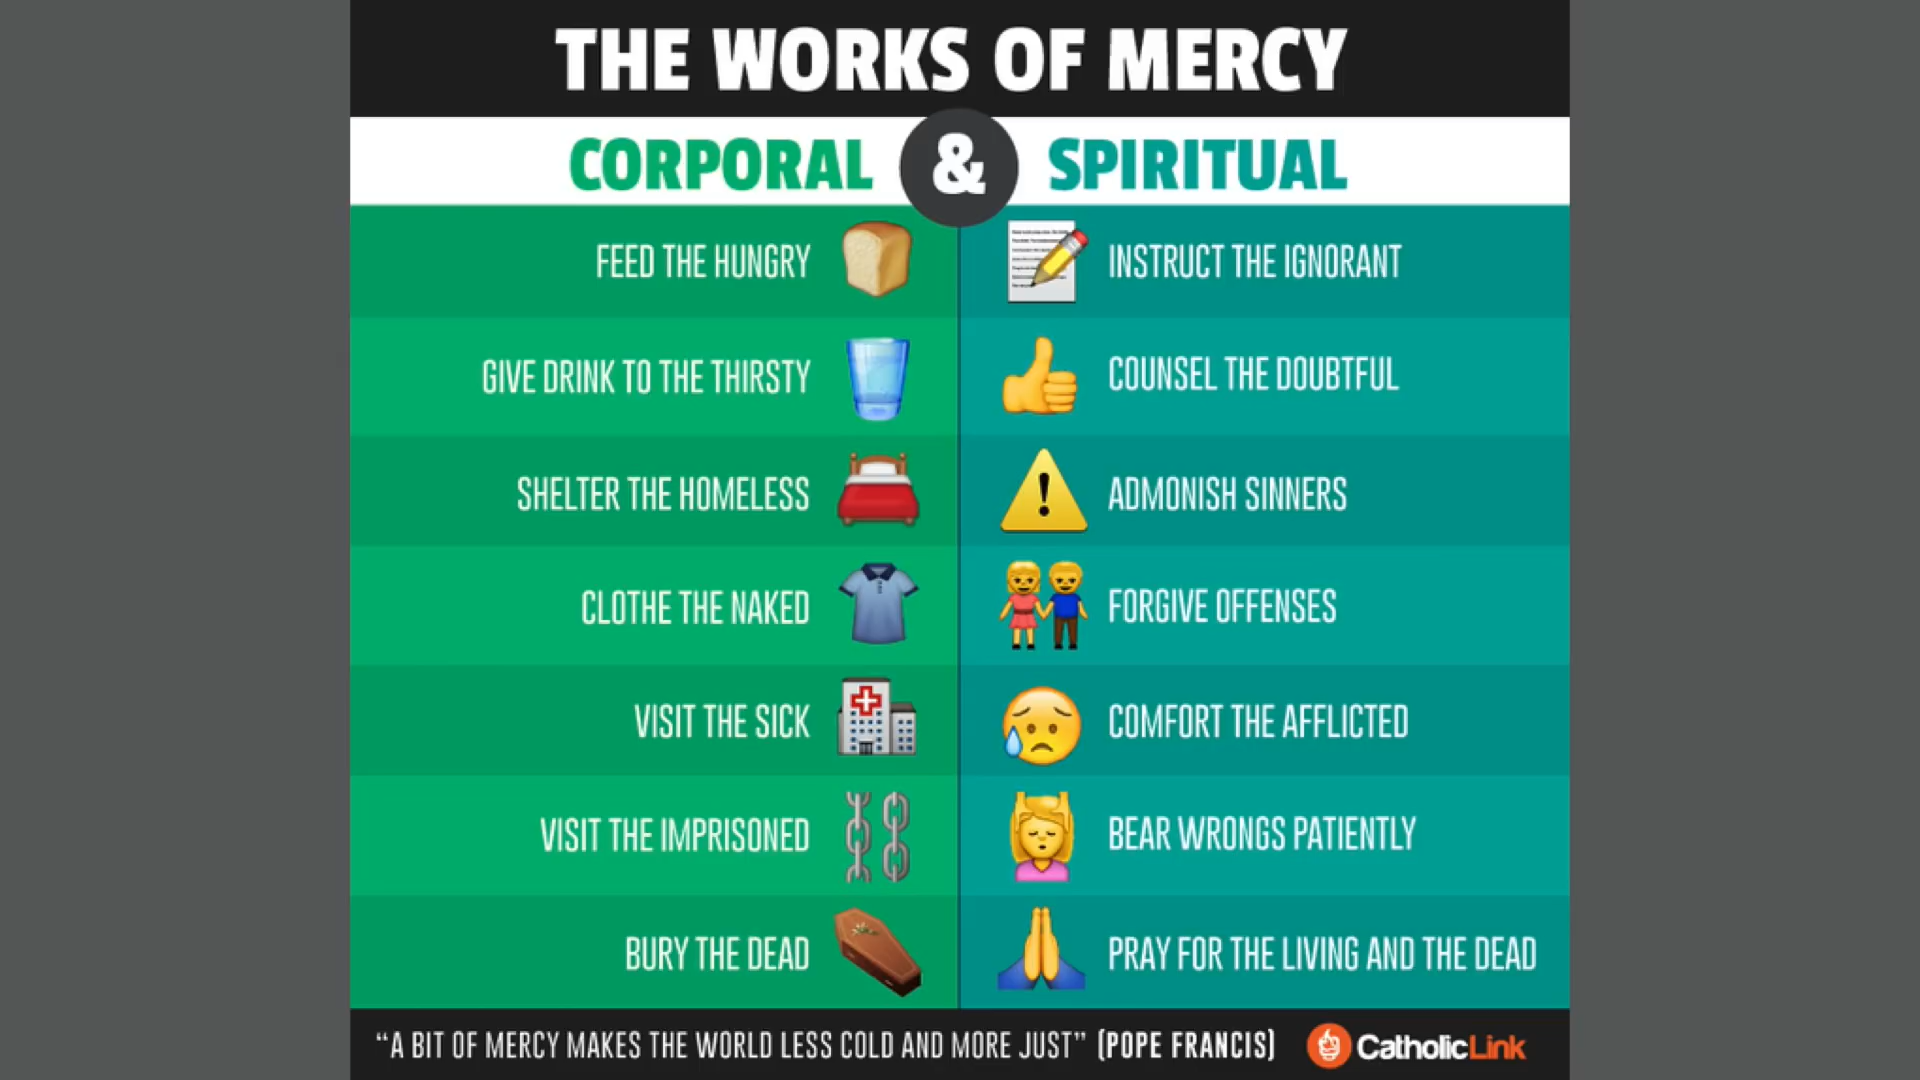 THE WORKS OF MERCY
CORPORAL & SPIRITUAL
FEED THE HUNGRY
INSTRUCT THE IGNORANT
GIVE DRINK TO THE THIRSTY
COUNSEL THE DOUBTFUL
SHELTER THE HOMELESS
ADMONISH SINNERS
CLOTHE THE NAKED
FORGIVE OFFENSES
VISIT THE SICK
COMFORT THE AFFLICTED
VISIT THE IMPRISONED
BEAR WRONGS PATIENTLY
BURY THE DEAD
PRAY FOR THE LIVING AND THE DEAD
“A BIT OF MERCY MAKES THE WORLD LESS COLD AND MORE JUST” (POPE FRANCIS)
CatholicLink